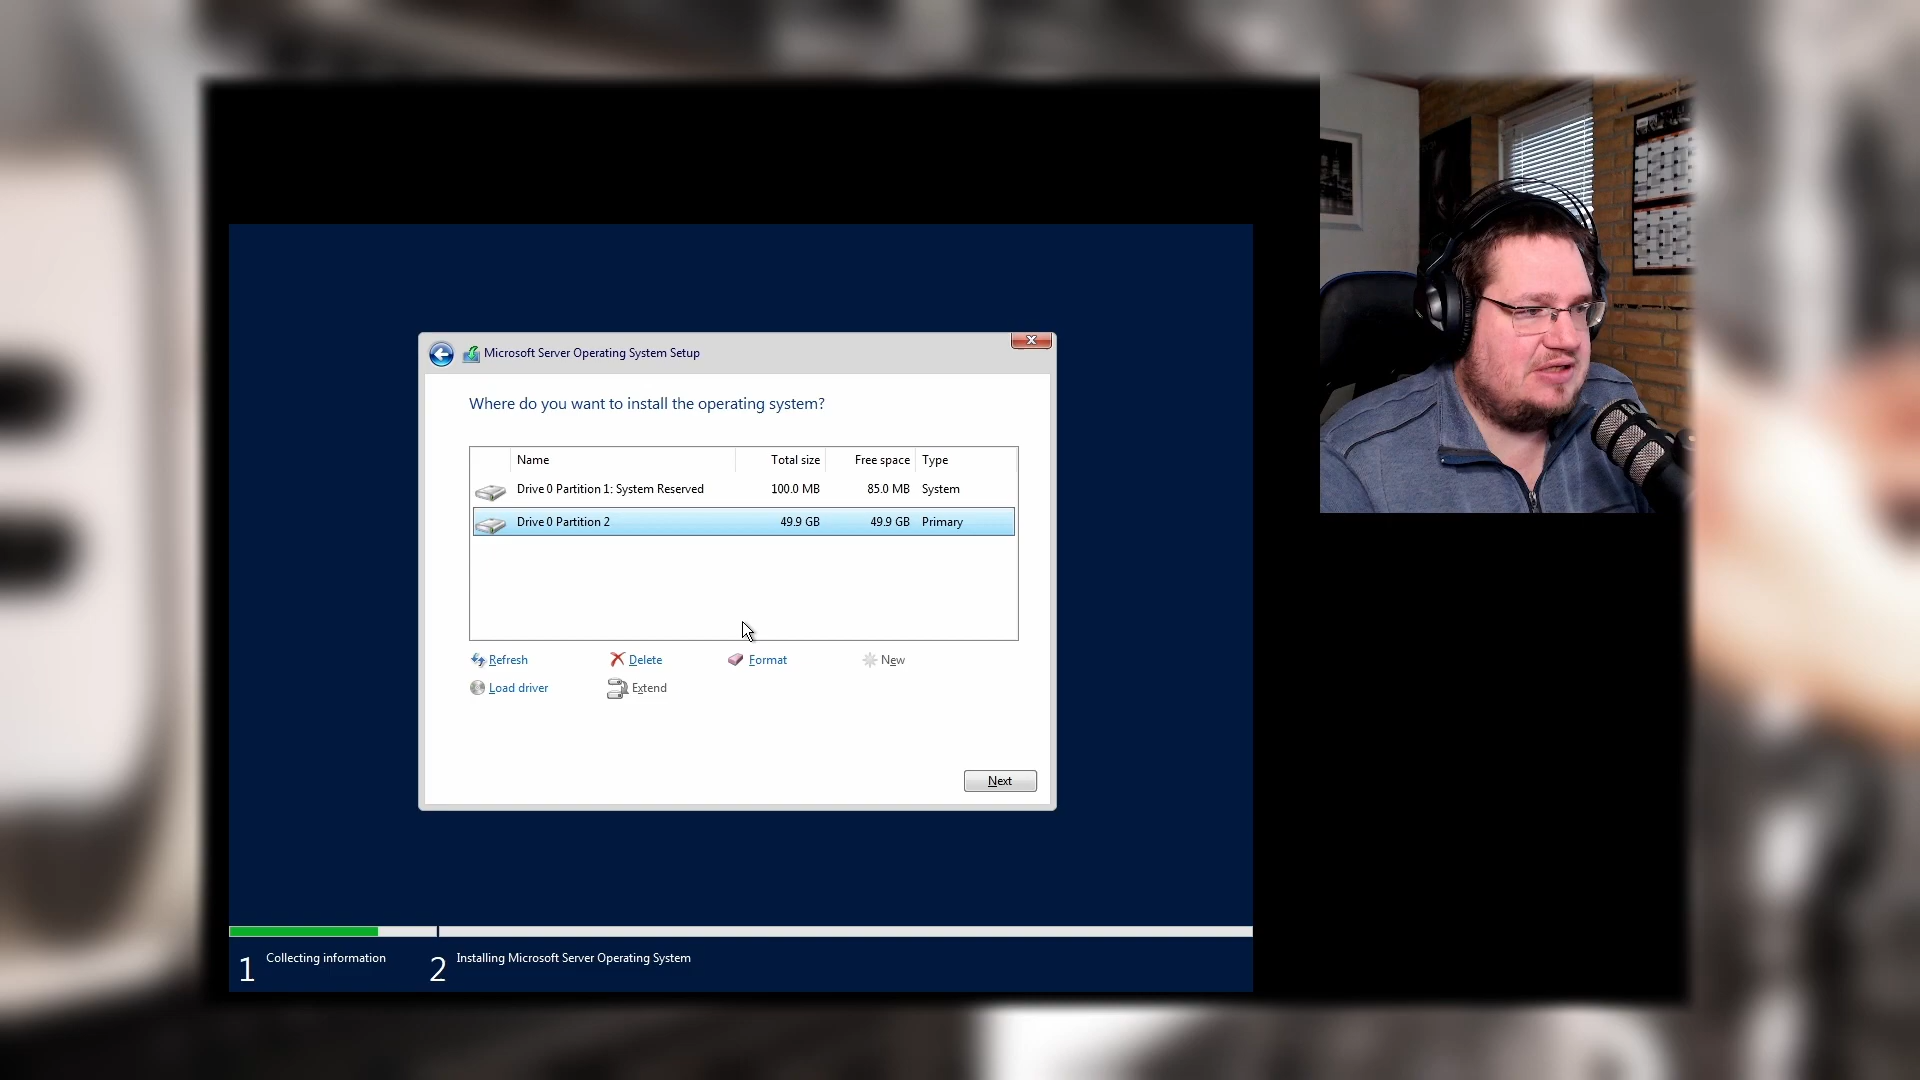 Microsoft Server Operating System Setup
Where do you want to install the operating system?
Name Total size Free space Type
Drive 0 Partition 1: System Reserved 100.0 MB 85.0 MB System
Drive 0 Partition 2 49.9 GB 49.9 GB Primary
Refresh Delete Format New
Load driver Extend
Next
1 Collecting information 2 Installing Microsoft Server Operating System